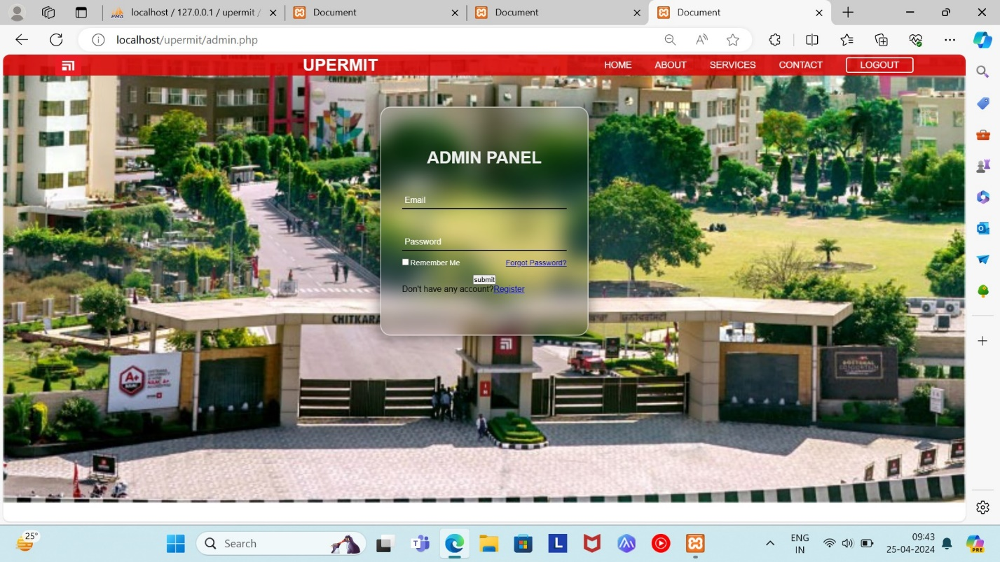 localhost / 127.0.0.1 / upermit /
Document
Document
Document
localhost/upermit/admin.php
UPERMIT
HOME
ABOUT
SERVICES
CONTACT
LOGOUT
CHITKARA
ADMIN PANEL
Email
Password
Remember Me
Forgot Password?
submit
Don't have any account?Register
CHITKARA
A+
25°
Search
ENG
IN
09:43
25-04-2024
PRE